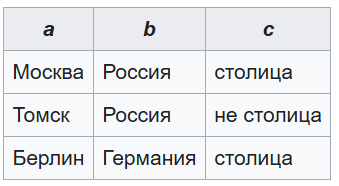 a b c
Москва Россия столица
Томск Россия не столица
Берлин Германия столица